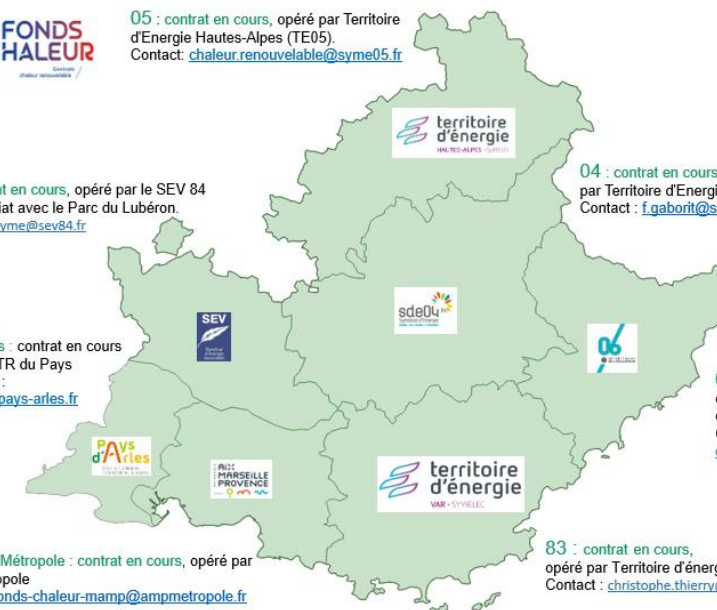 FONDS
HALEUR
chaleur renouvelable
05 : contrat en cours, opéré par Territoire
d'Energie Hautes-Alpes (TE05).
Contact: chaleur.renouvelable@syme05.fr
territoire
d'énergie
HAUTES-ALPES
at en cours, opéré par le SEV 84
iat avec le Parc du Lubéron.
yme@sev84.fr
04 : contrat en cours
par Territoire d'Energi
Contact : f.gaborit@s
SEV
sde04
06
s : contrat en cours
TR du Pays
:
pays-arles.fr
Pays
d'Arles
AIX
MARSEILLE
PROVENCE
territoire
d'énergie
VAR - SYMIELEC
Métropole : contrat en cours, opéré par
opole
onds-chaleur-mamp@ampmetropole.fr
83 : contrat en cours,
opéré par Territoire d'énerg
Contact : christophe.thierry@